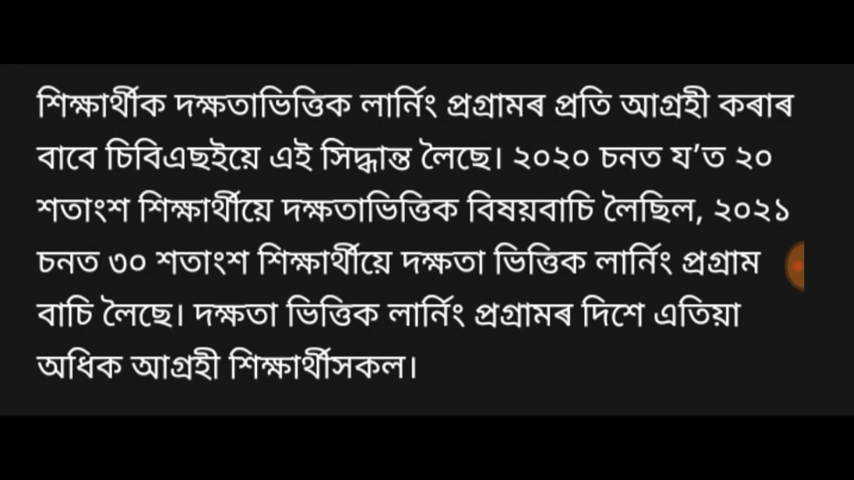 শিক্ষাৰ্থীক দক্ষতাভিত্তিক লাৰ্নিং প্ৰগ্ৰামৰ প্ৰতি আগ্ৰহী কৰাৰ
বাবে চিবিএছইয়ে এই সিদ্ধান্ত লৈছে। ২০২০ চনত য'ত ২০
শতাংশ শিক্ষাৰ্থীয়ে দক্ষতাভিত্তিক বিষয়বাচি লৈছিল, ২০২১
চনত ৩০ শতাংশ শিক্ষাৰ্থীয়ে দক্ষতা ভিত্তিক লাৰ্নিং প্ৰগ্ৰাম
বাচি লৈছে। দক্ষতা ভিত্তিক লাৰ্নিং প্ৰগ্ৰামৰ দিশে এতিয়া
অধিক আগ্ৰহী শিক্ষাৰ্থীসকল।